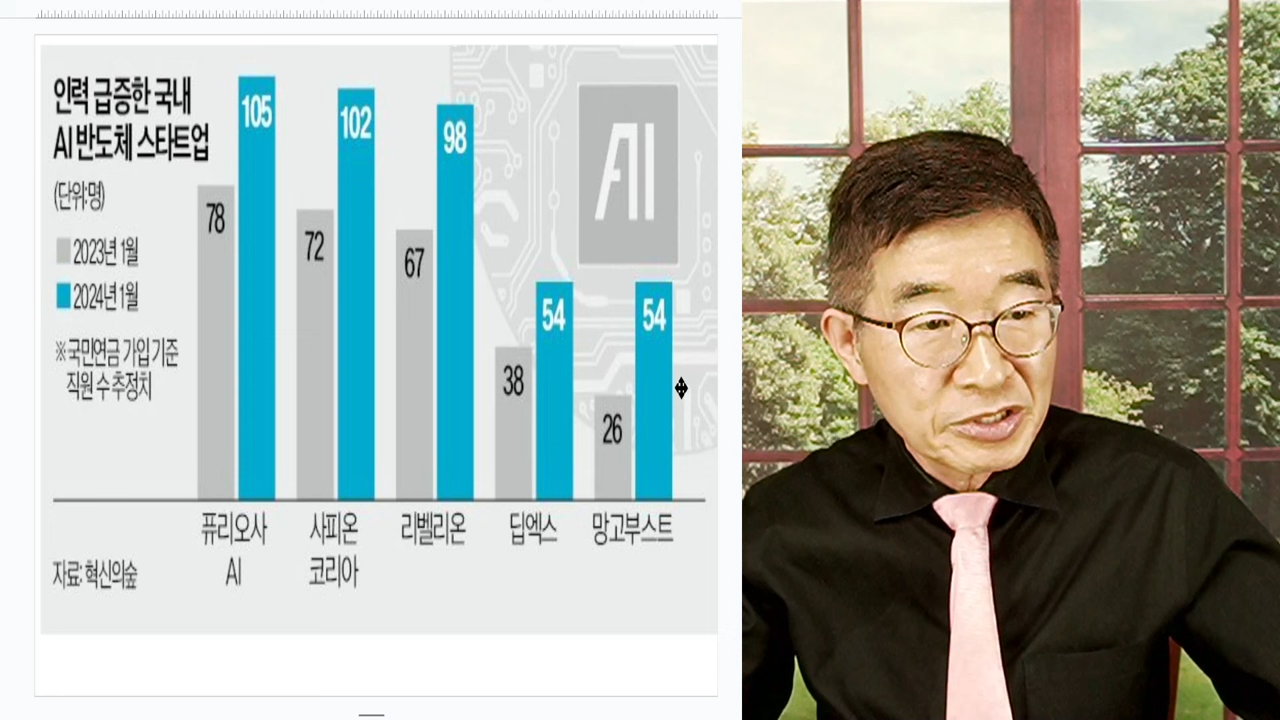 인력 급증한 국내
AI 반도체 스타트업
(단위:명)
2023년 1월
2024년 1월
※국민연금 가입 기준
직원 수 추정치
78
105
72
102
67
98
38
54
26
54
AI
퓨리오사
AI
사피온
코리아
리벨리온
딥엑스
망고부스트
자료: 혁신의숲